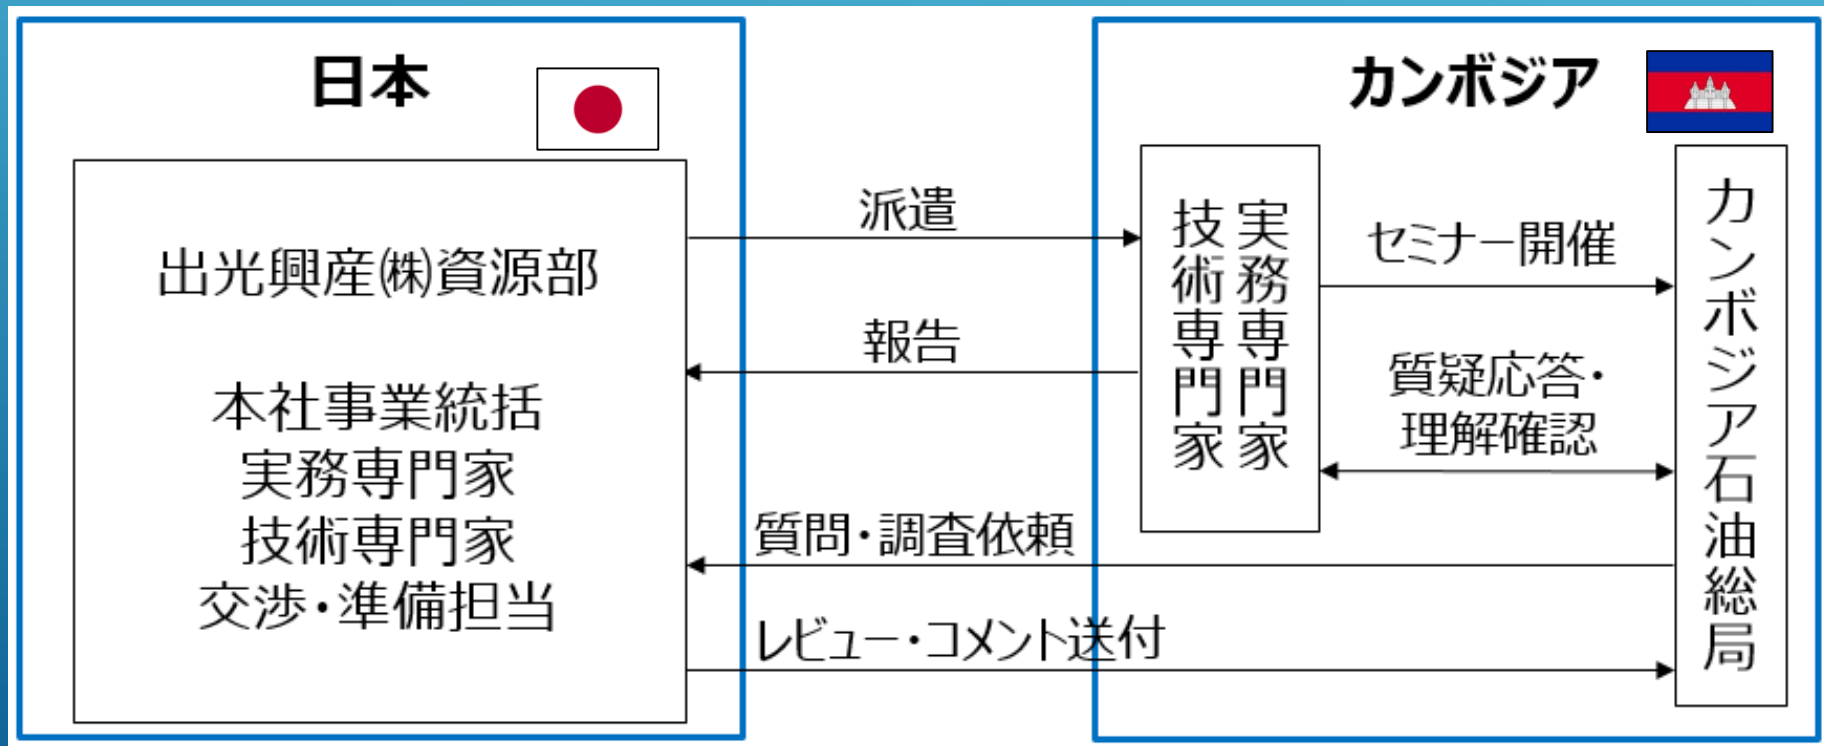 日本
出光興産㈱資源部
本社事業統括
実務専門家
技術専門家
交渉・準備担当
派遣
報告
質問・調査依頼
レビュー・コメント送付
カンボジア
実務専門家
技術専門家
セミナー開催
質疑応答・
理解確認
カンボジア石油総局